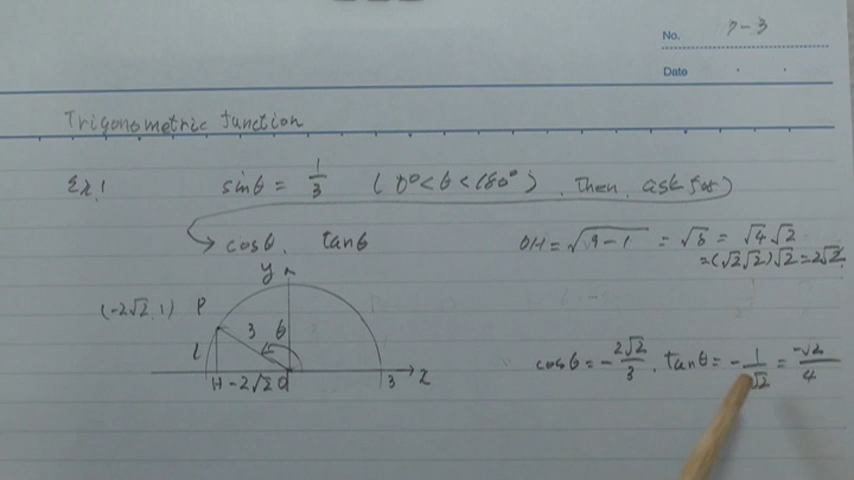 No. 7-3
Date
Trigonometric function
Ex.1 sinθ = 1/3 (0°<θ<180°), Then, ask for)
cosθ, tanθ
OH = √9-1 = √8 = √4√2
=(√2√2)√2=2√2
y
(-2√2,1) P
3 θ
1
H -2√2 O 3 x
cosθ = -2√2/3, tanθ = -1/2√2 = -√2/4